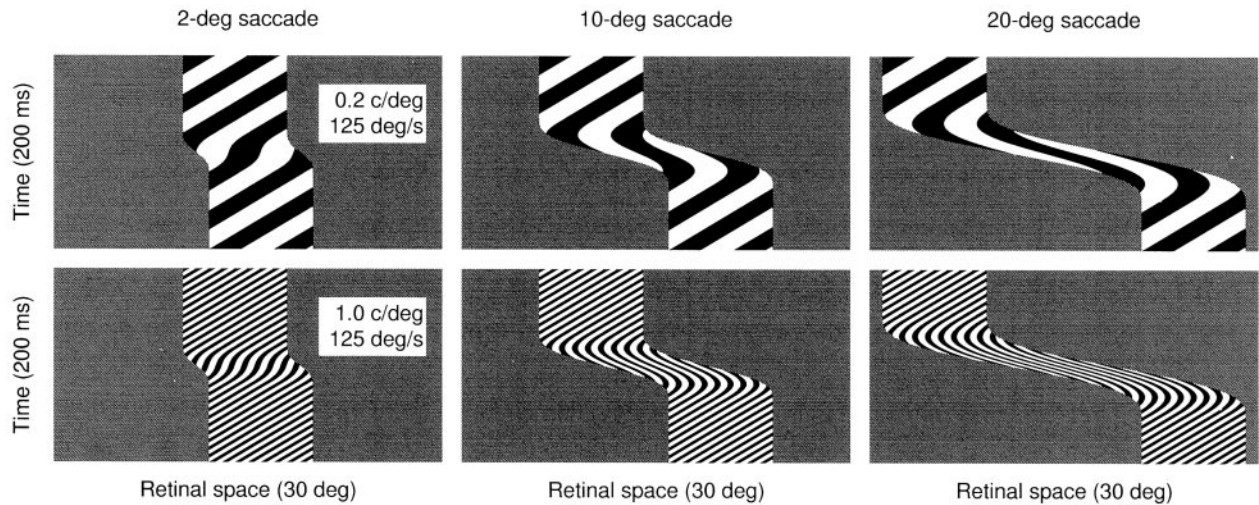 2-deg saccade
10-deg saccade
20-deg saccade
Time (200 ms)
0.2 c/deg
125 deg/s
Time (200 ms)
1.0 c/deg
125 deg/s
Retinal space (30 deg)
Retinal space (30 deg)
Retinal space (30 deg)